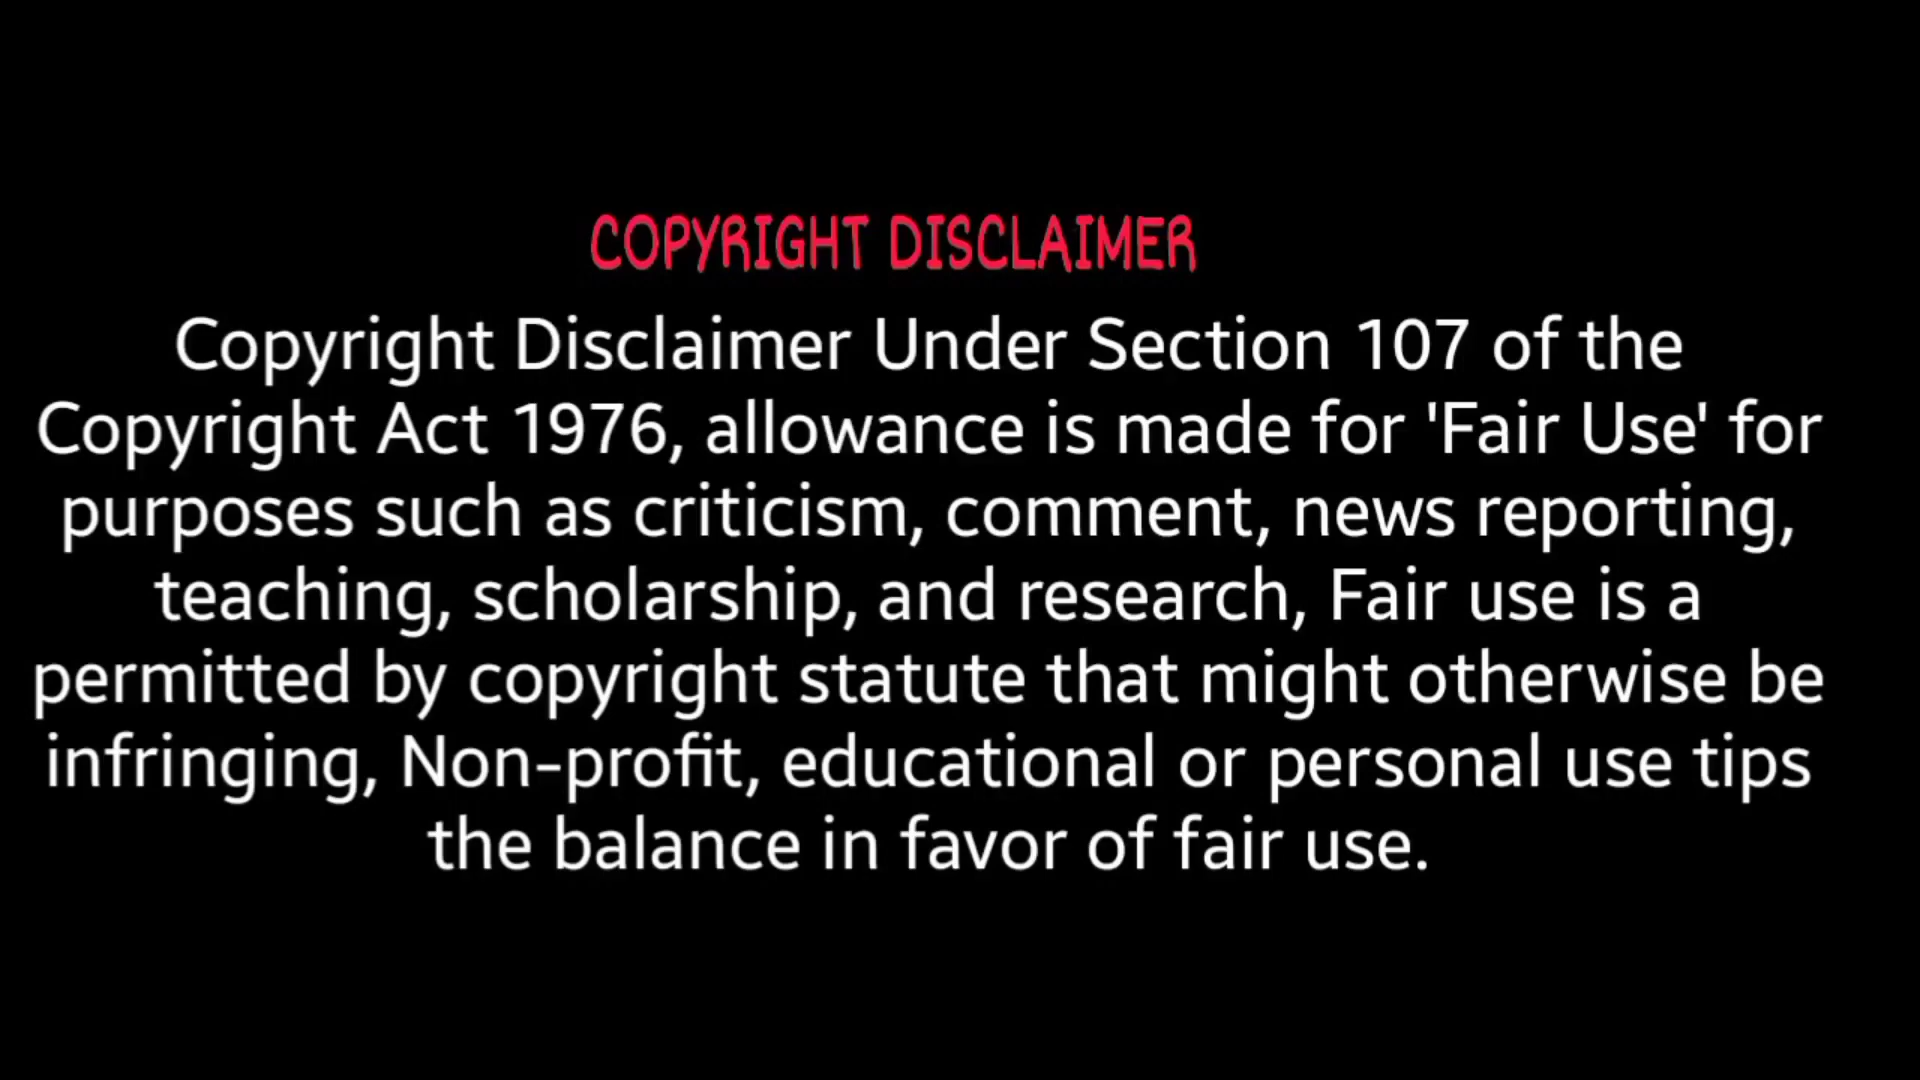 COPYRIGHT DISCLAIMER
Copyright Disclaimer Under Section 107 of the
Copyright Act 1976, allowance is made for 'Fair Use' for
purposes such as criticism, comment, news reporting,
teaching, scholarship, and research, Fair use is a
permitted by copyright statute that might otherwise be
infringing, Non-profit, educational or personal use tips
the balance in favor of fair use.